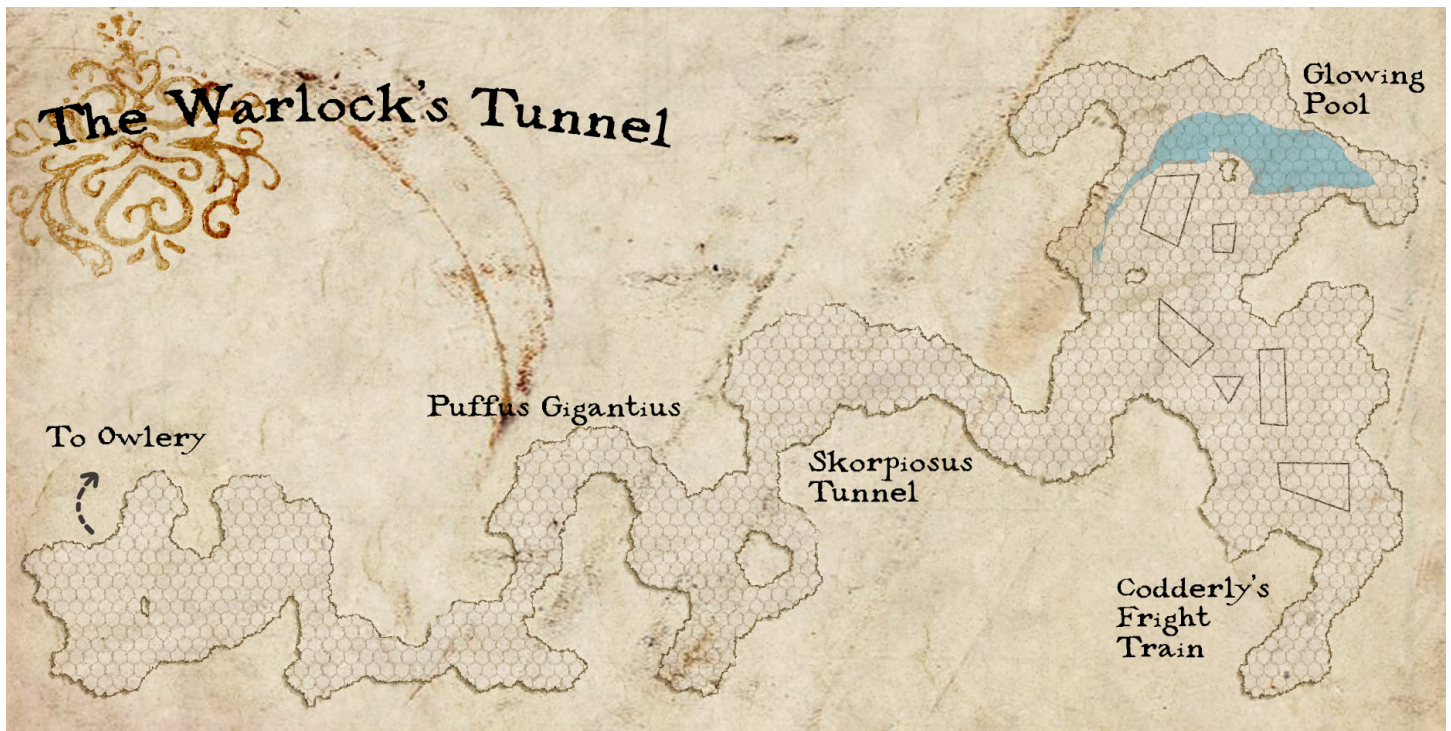 The Warlock's Tunnel
Glowing
Pool
Puffus Gigantius
To Owlery
Skorpiosus
Tunnel
Codderly's
Fright
Train